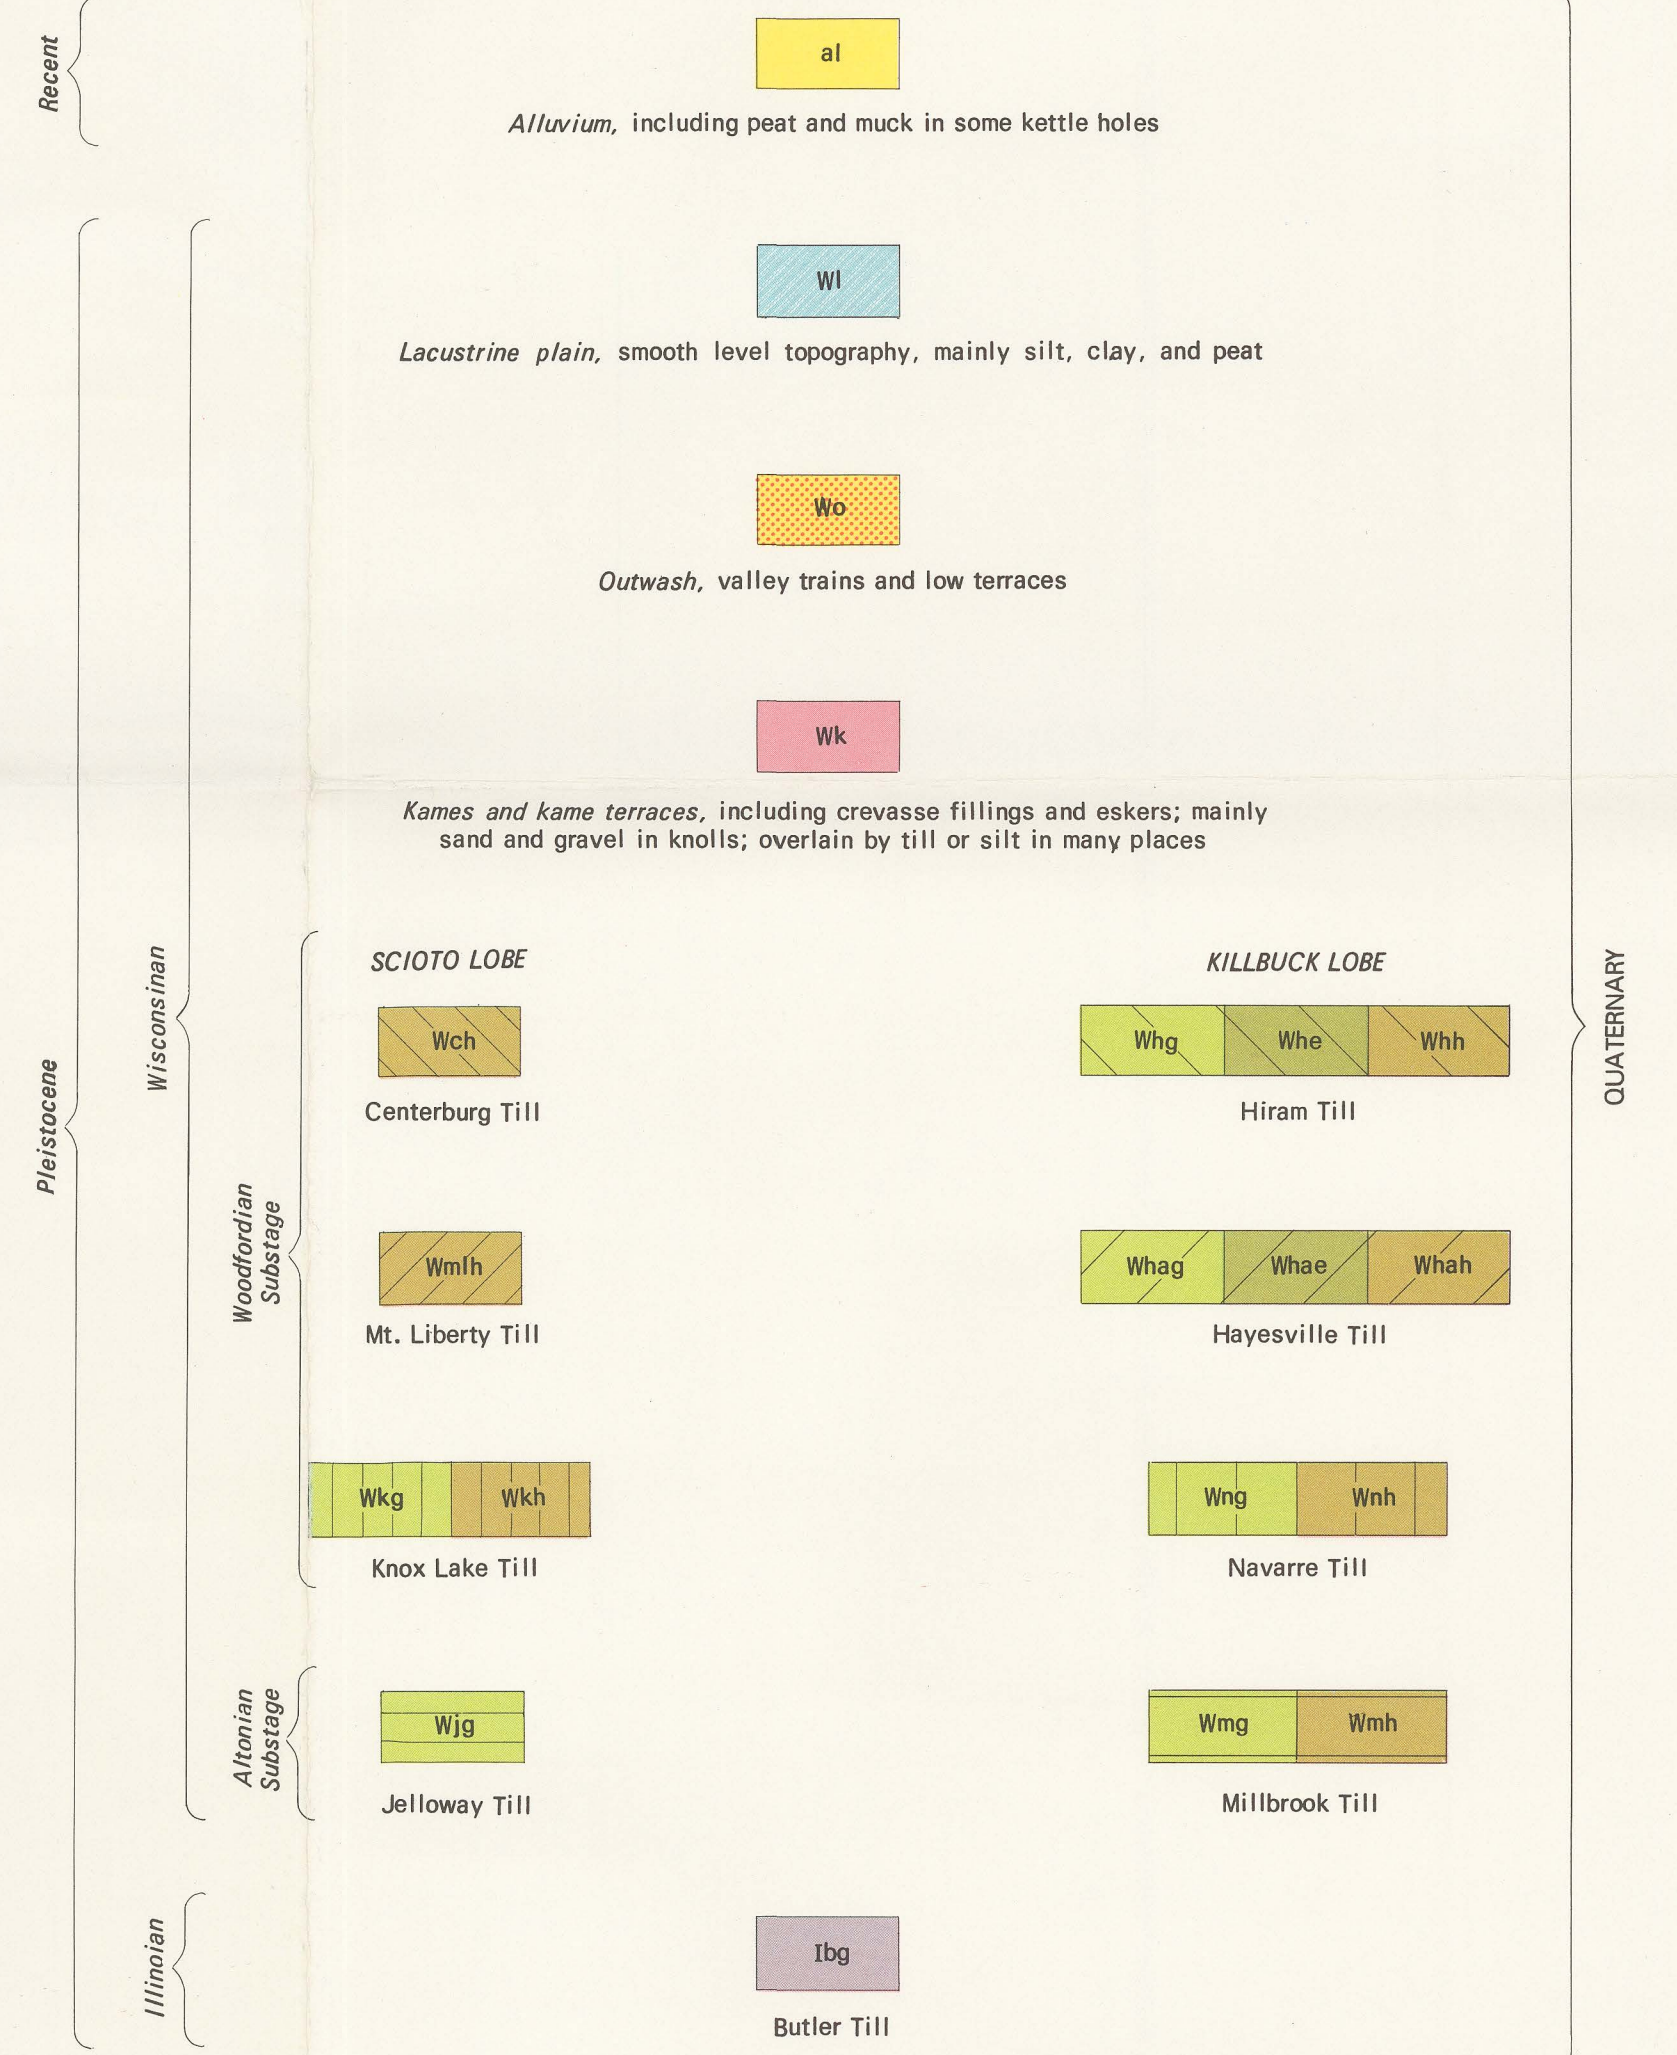 Recent
al
Alluvium, including peat and muck in some kettle holes
Wl
Lacustrine plain, smooth level topography, mainly silt, clay, and peat
Wo
Outwash, valley trains and low terraces
Wk
Kames and kame terraces, including crevasse fillings and eskers; mainly
sand and gravel in knolls; overlain by till or silt in many places
Pleistocene
Wisconsinan
QUATERNARY
Woodfordian
Substage
SCIOTO LOBE
KILLBUCK LOBE
Wch
Whg Whe Whh
Centerburg Till
Hiram Till
Wmlh
Whag Whae Whah
Mt. Liberty Till
Hayesville Till
Wkg Wkh
Wng Wnh
Knox Lake Till
Navarre Till
Altonian
Substage
Wjg
Wmg Wmh
Jelloway Till
Millbrook Till
Illinoian
Ibg
Butler Till